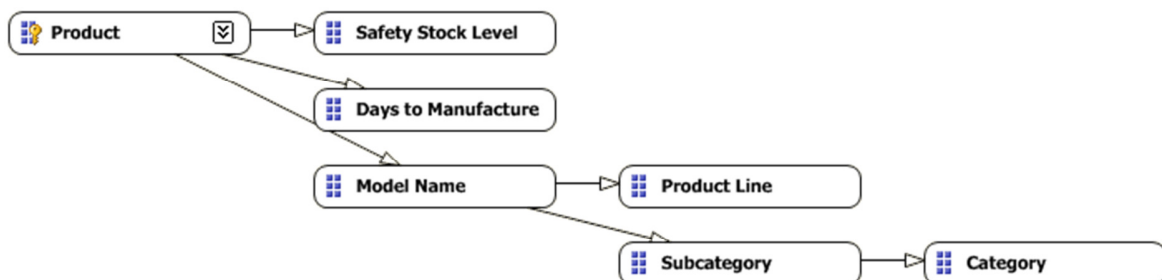 Product
Safety Stock Level
Days to Manufacture
Model Name
Product Line
Subcategory
Category